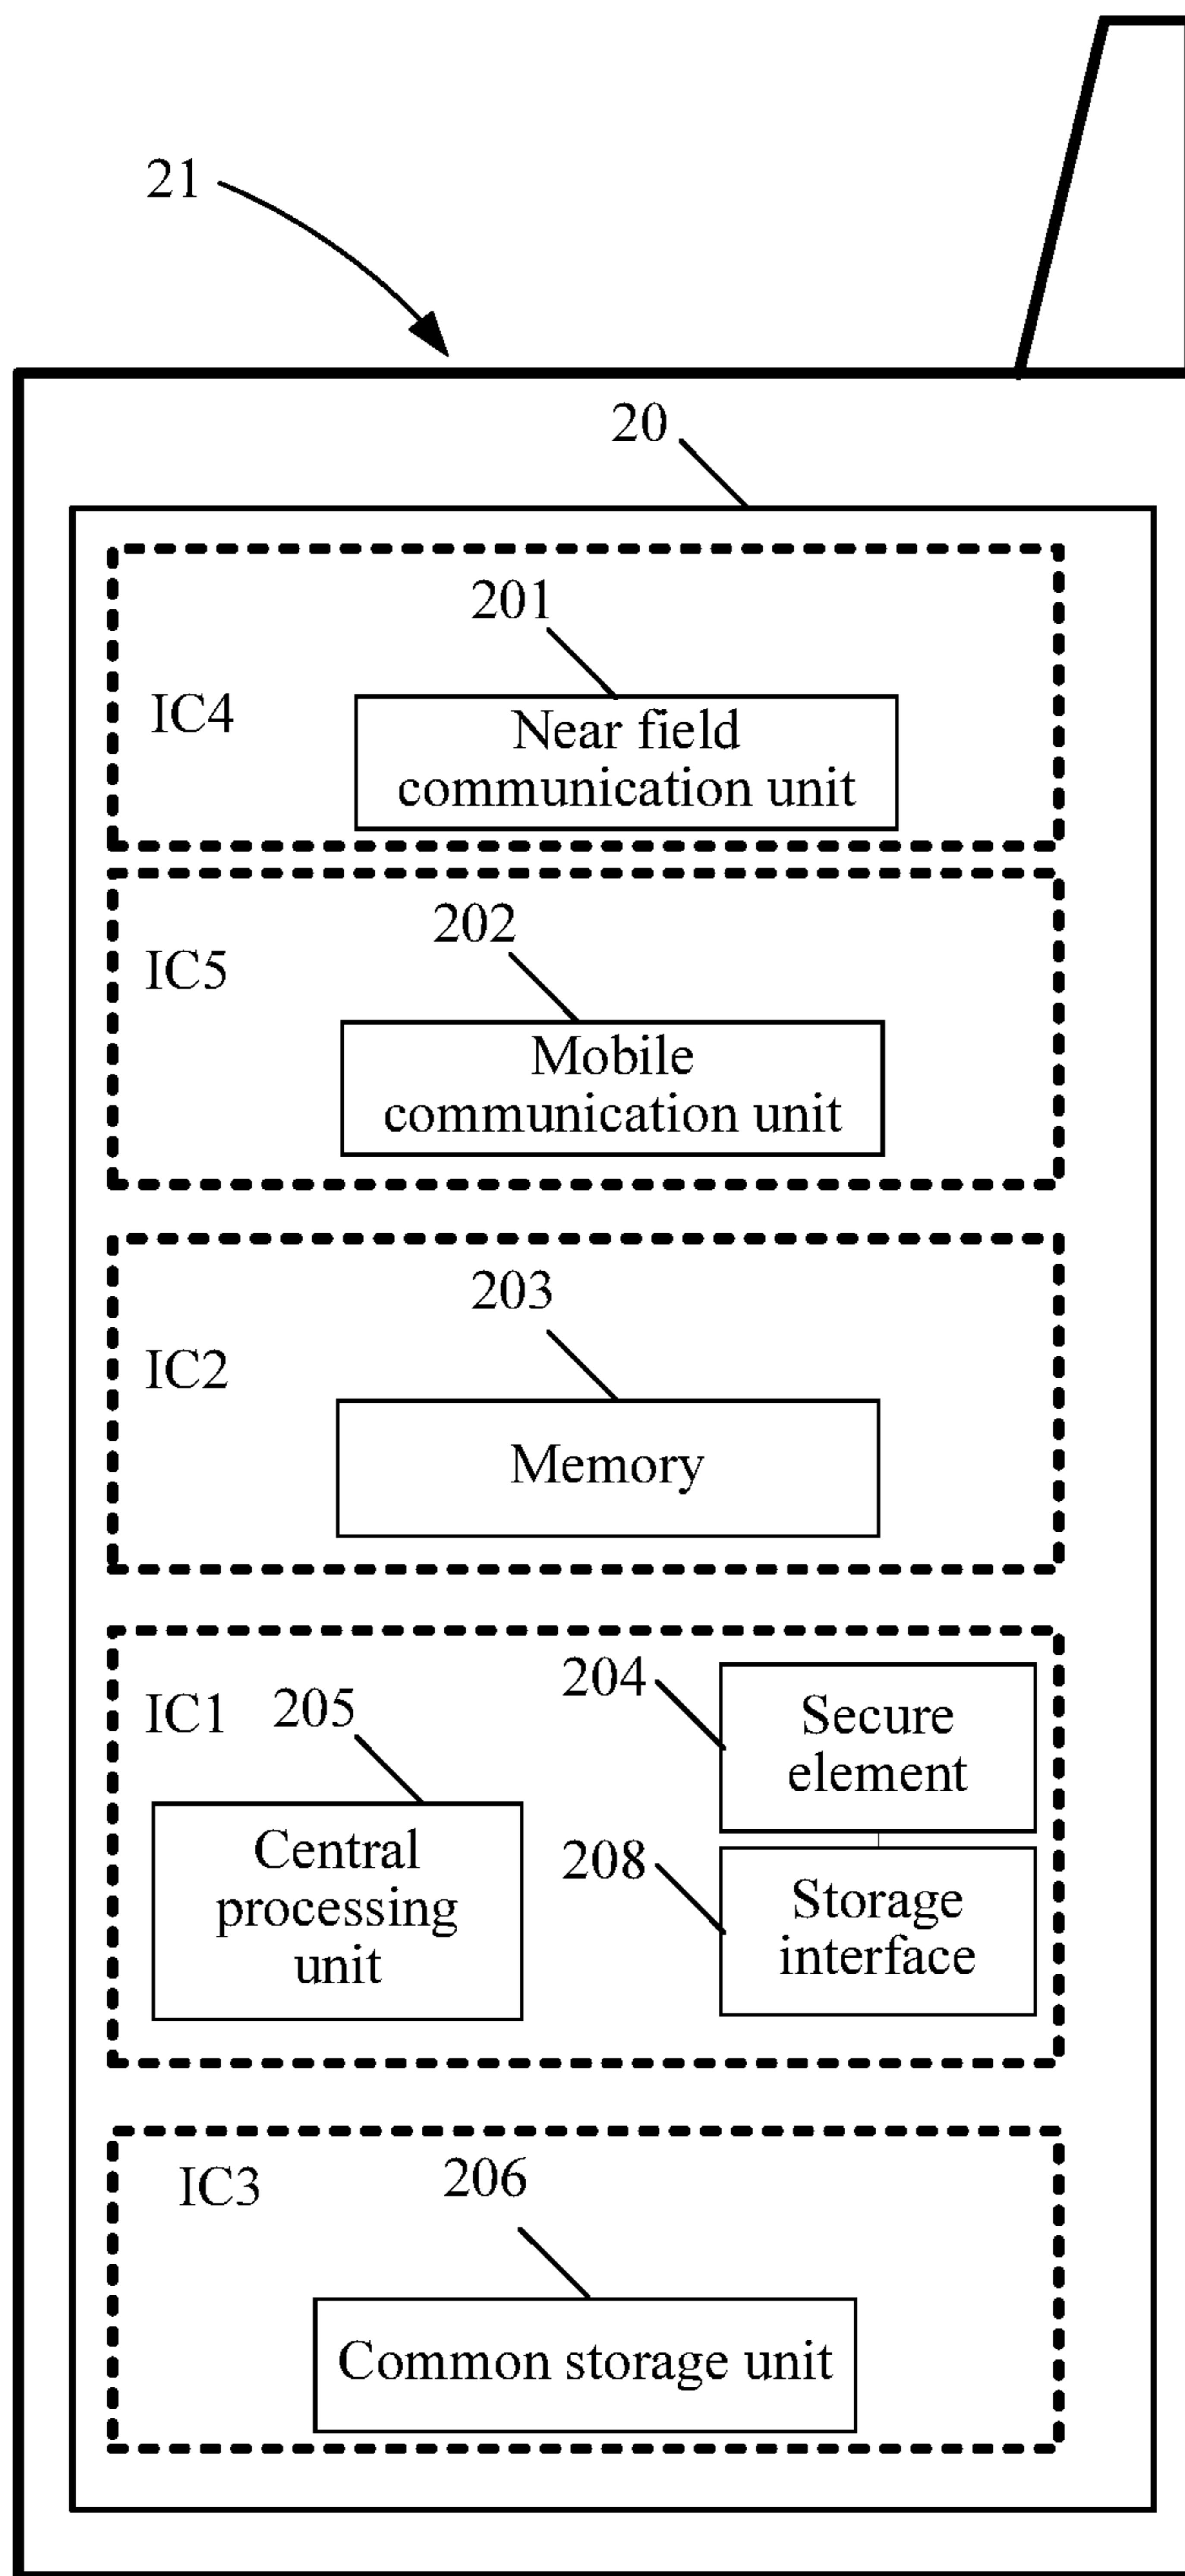 21
20
201
IC4
Near field
communication unit
202
IC5
Mobile
communication unit
203
IC2
Memory
204
IC1
205
Secure
element
Central
processing
unit
208
Storage
interface
IC3
206
Common storage unit